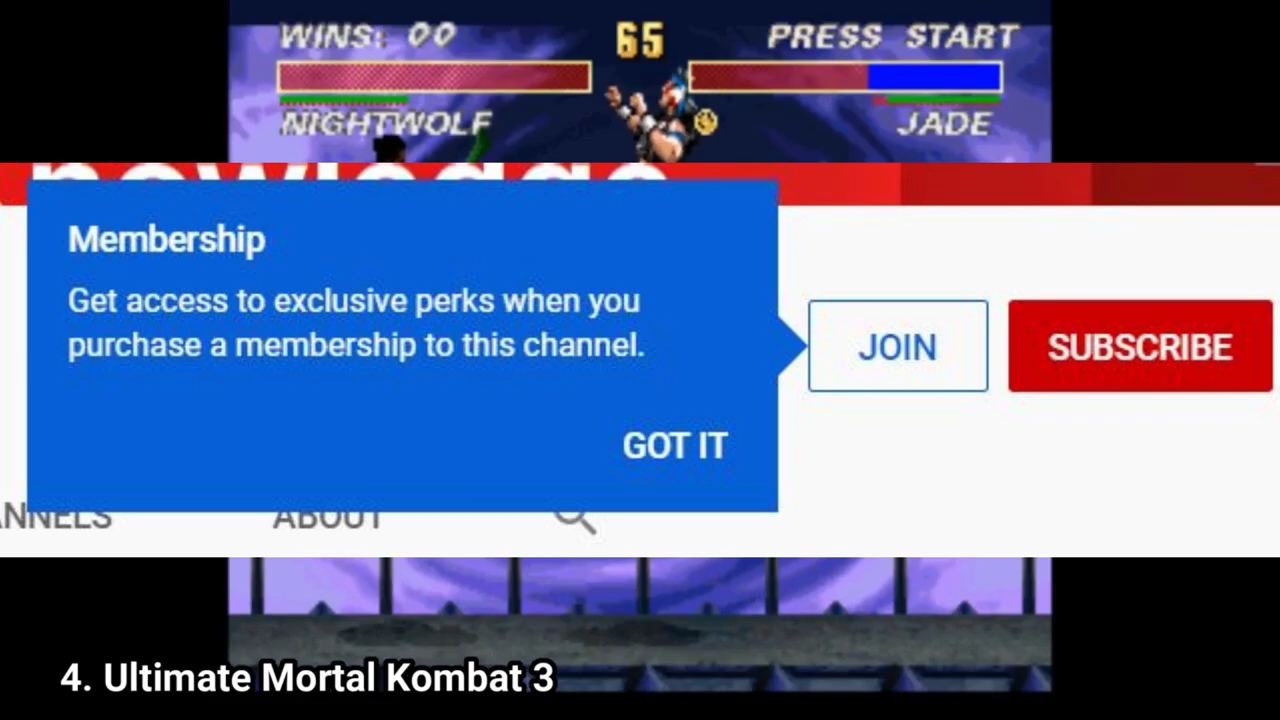 WINS: 00 65 PRESS START
NIGHTWOLF JADE
Membership
Get access to exclusive perks when you
purchase a membership to this channel.
JOIN SUBSCRIBE
GOT IT
ABOUT
4. Ultimate Mortal Kombat 3